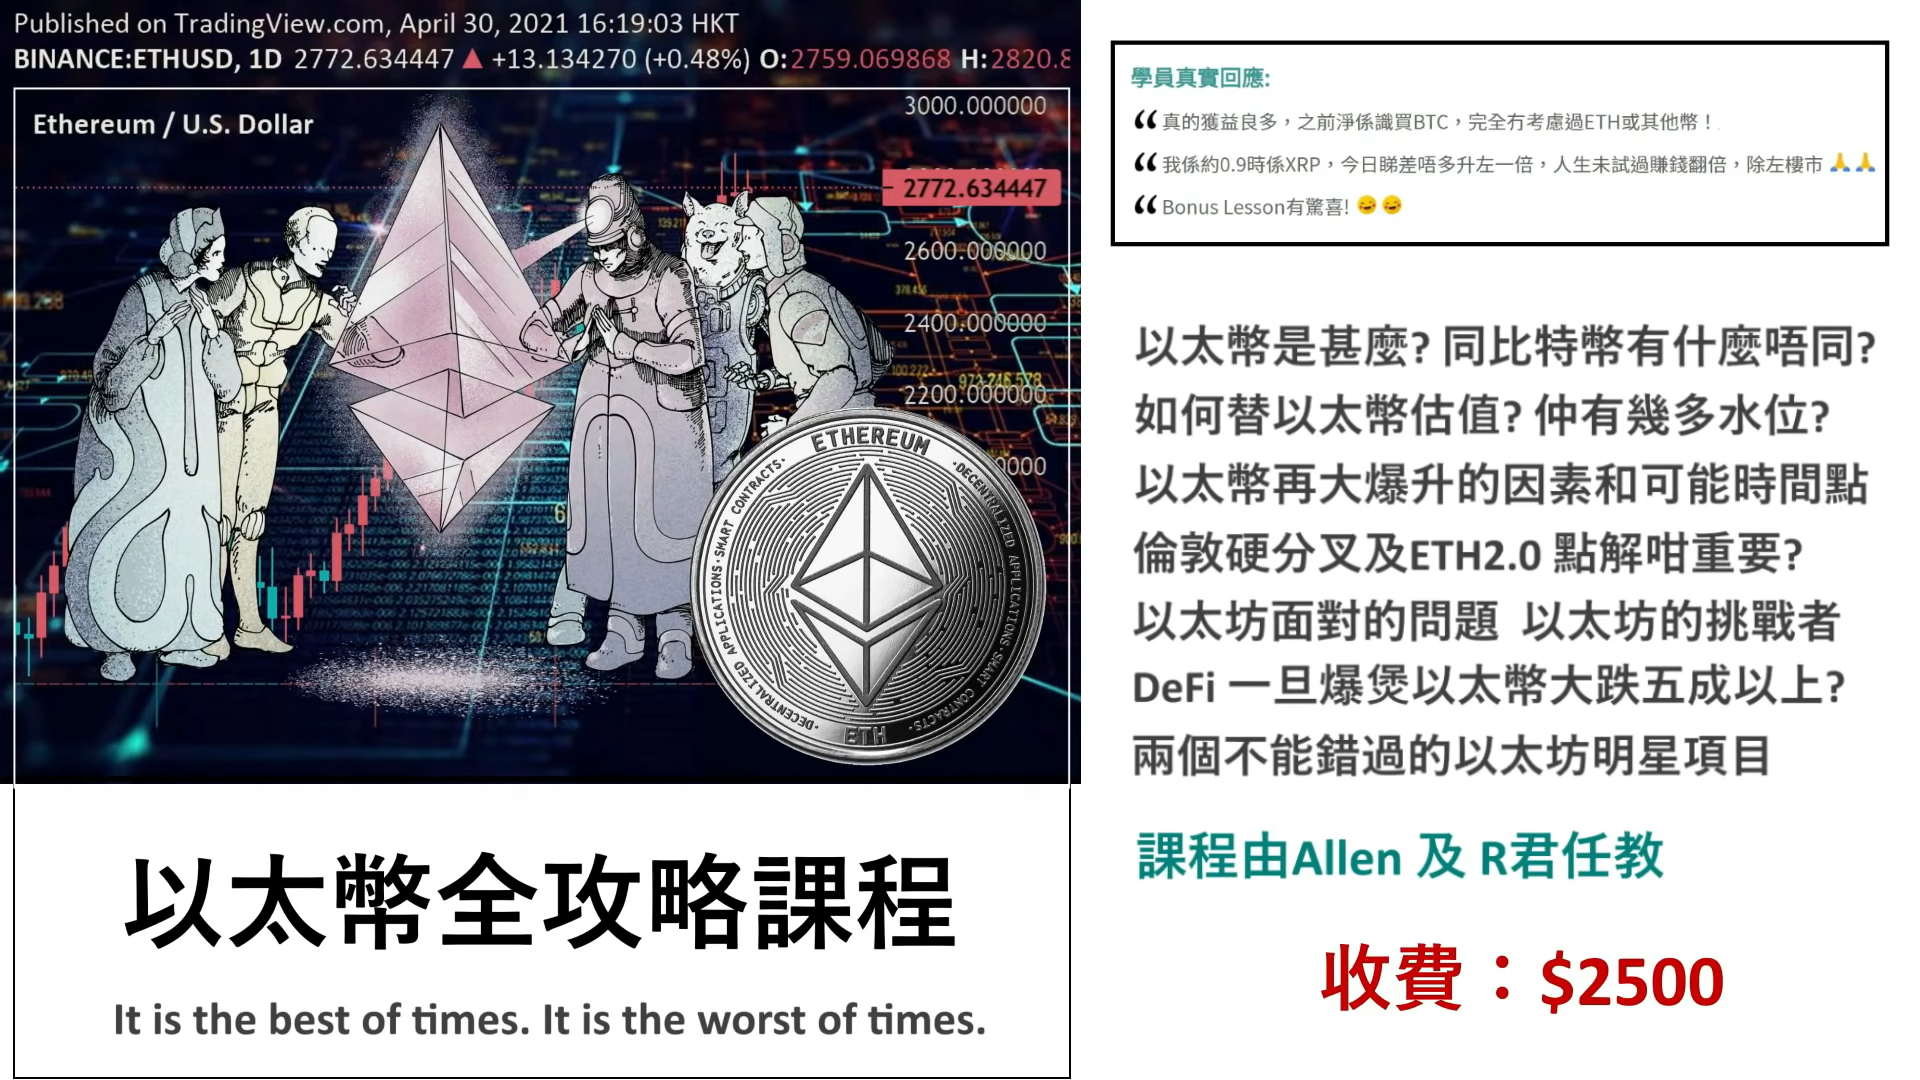 Published on TradingView.com, April 30, 2021 16:19:03 HKT
BINANCE:ETHUSD, 1D 2772.634447 ▲ +13.134270 (+0.48%) O:2759.069868 H:2820.8
Ethereum / U.S. Dollar
3000.000000
2772.634447
2600.000000
2400.000000
2200.000000
0000
ETHEREUM
·DECENTRALIZED APPLICATIONS·SMART CONTRACTS·
·DECENTRALIZED APPLICATIONS·SMART CONTRACTS·
ETH
以太幣全攻略課程
It is the best of times. It is the worst of times.
學員真實回應:
“真的獲益良多，之前淨係識買BTC，完全冇考慮過ETH或其他幣！
“我係約0.9時係XRP，今日睇差唔多升左一倍，人生未試過賺錢翻倍，除左樓市 🙏🙏
“Bonus Lesson有驚喜! 😄😄
以太幣是甚麼? 同比特幣有什麼唔同?
如何替以太幣估值? 仲有幾多水位?
以太幣再大爆升的因素和可能時間點
倫敦硬分叉及ETH2.0 點解咁重要?
以太坊面對的問題 以太坊的挑戰者
DeFi 一旦爆煲以太幣大跌五成以上?
兩個不能錯過的以太坊明星項目
課程由Allen 及 R君任教
收費：$2500